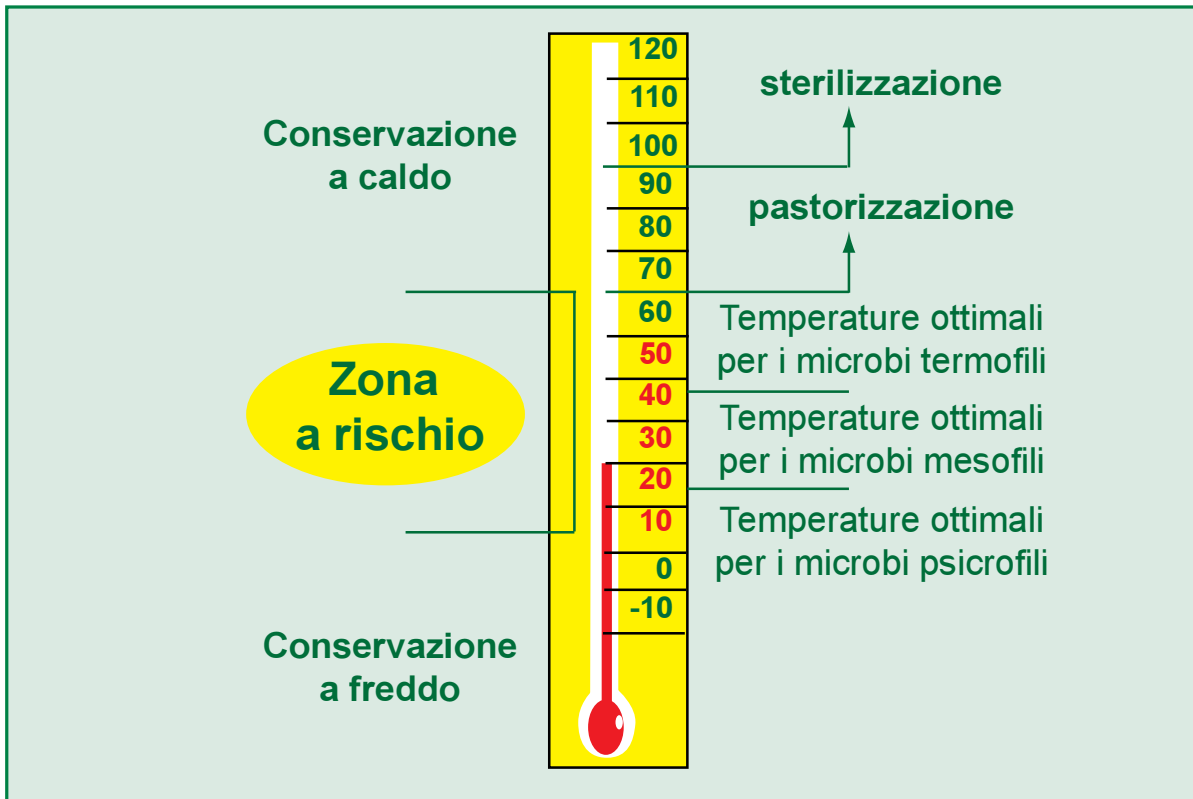 Conservazione
a caldo
Zona
a rischio
Conservazione
a freddo
120
110
100
90
80
70
60
50
40
30
20
10
0
-10
sterilizzazione
pastorizzazione
Temperature ottimali
per i microbi termofili
Temperature ottimali
per i microbi mesofili
Temperature ottimali
per i microbi psicrofili